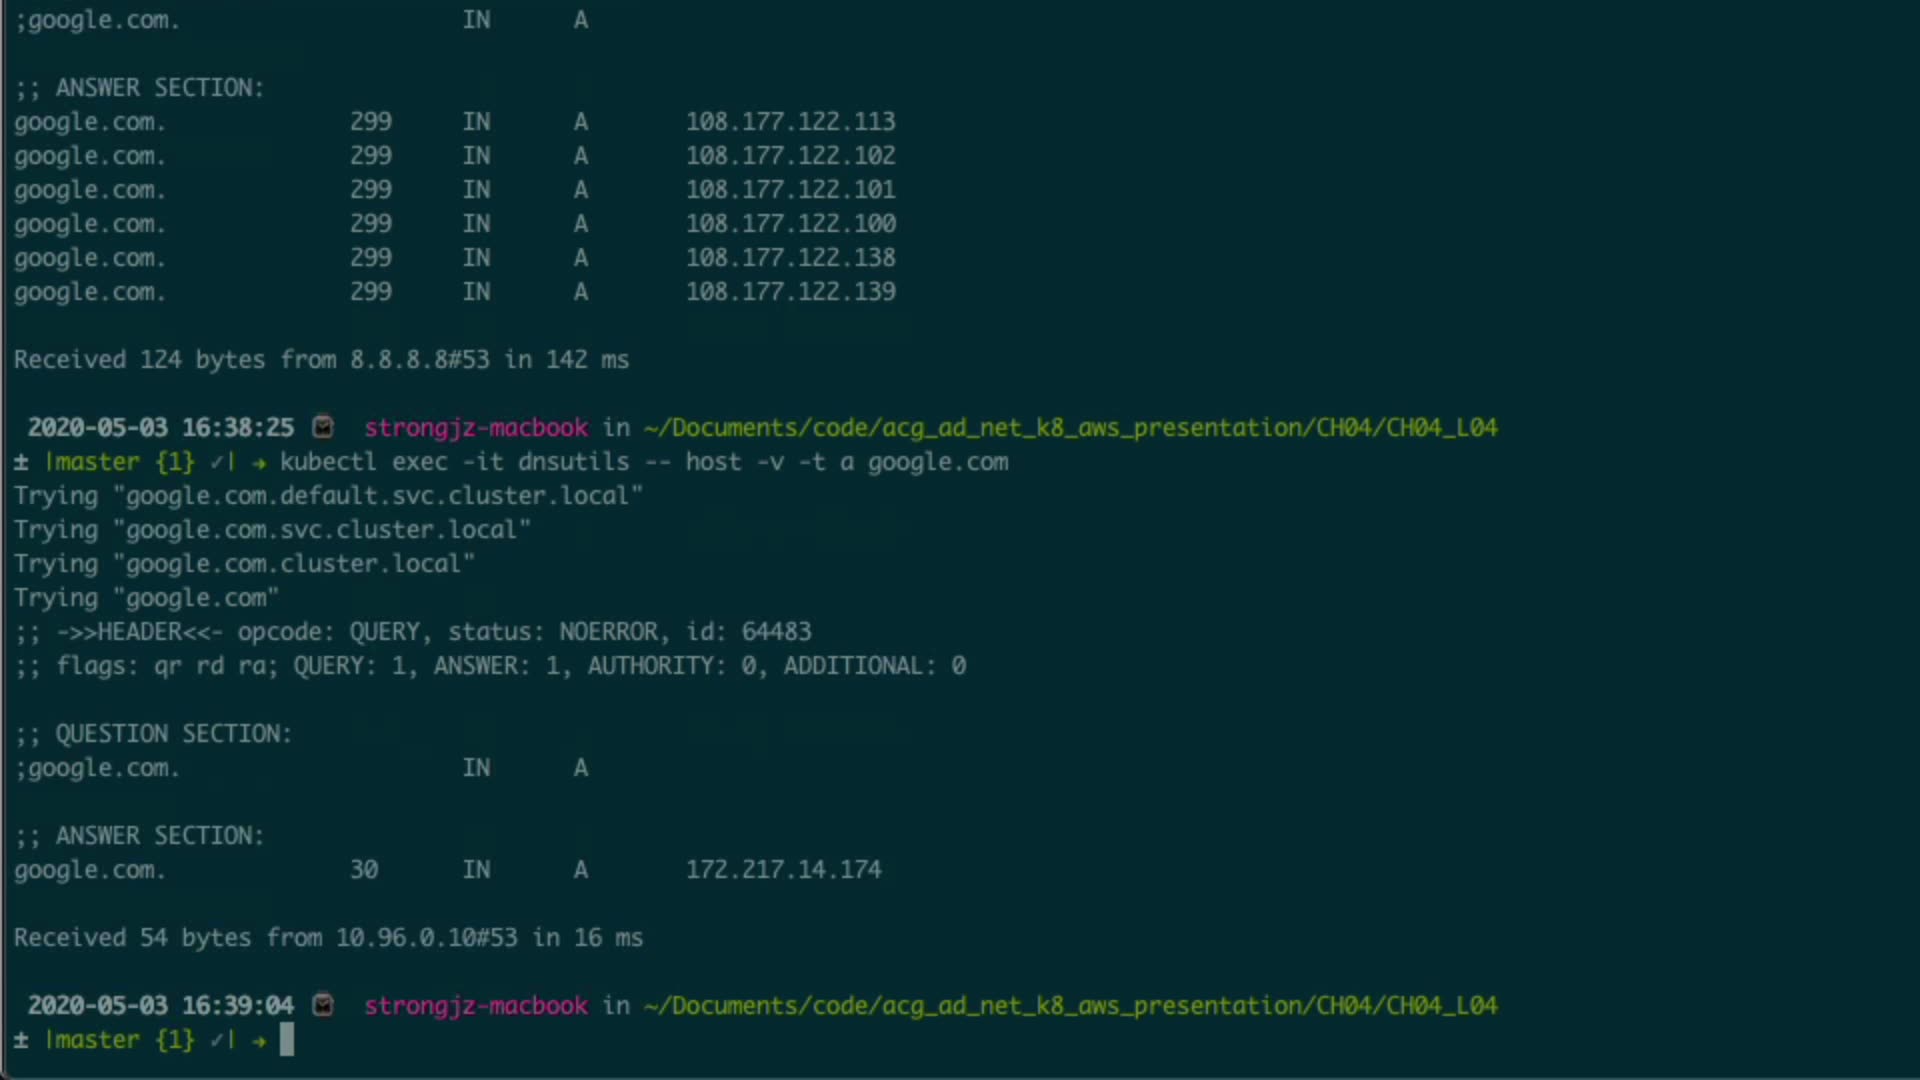 ;google.com. IN A
;; ANSWER SECTION:
google.com. 299 IN A 108.177.122.113
google.com. 299 IN A 108.177.122.102
google.com. 299 IN A 108.177.122.101
google.com. 299 IN A 108.177.122.100
google.com. 299 IN A 108.177.122.138
google.com. 299 IN A 108.177.122.139
Received 124 bytes from 8.8.8.8#53 in 142 ms
2020-05-03 16:38:25 strongjz-macbook in ~/Documents/code/acg_ad_net_k8_aws_presentation/CH04/CH04_L04
± |master {1} ✓| → kubectl exec -it dnsutils -- host -v -t a google.com
Trying "google.com.default.svc.cluster.local"
Trying "google.com.svc.cluster.local"
Trying "google.com.cluster.local"
Trying "google.com"
;; ->>HEADER<<- opcode: QUERY, status: NOERROR, id: 64483
;; flags: qr rd ra; QUERY: 1, ANSWER: 1, AUTHORITY: 0, ADDITIONAL: 0
;; QUESTION SECTION:
;google.com. IN A
;; ANSWER SECTION:
google.com. 30 IN A 172.217.14.174
Received 54 bytes from 10.96.0.10#53 in 16 ms
2020-05-03 16:39:04 strongjz-macbook in ~/Documents/code/acg_ad_net_k8_aws_presentation/CH04/CH04_L04
± |master {1} ✓| →